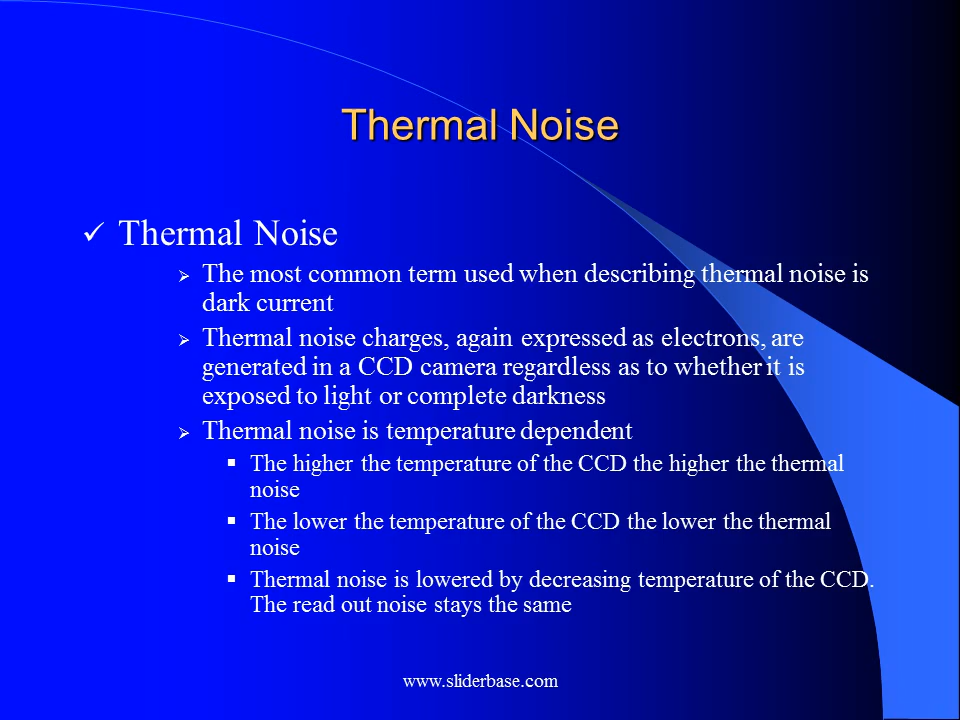 Thermal Noise
Thermal Noise
The most common term used when describing thermal noise is
dark current
Thermal noise charges, again expressed as electrons, are
generated in a CCD camera regardless as to whether it is
exposed to light or complete darkness
Thermal noise is temperature dependent
The higher the temperature of the CCD the higher the thermal
noise
The lower the temperature of the CCD the lower the thermal
noise
Thermal noise is lowered by decreasing temperature of the CCD.
The read out noise stays the same
www.sliderbase.com